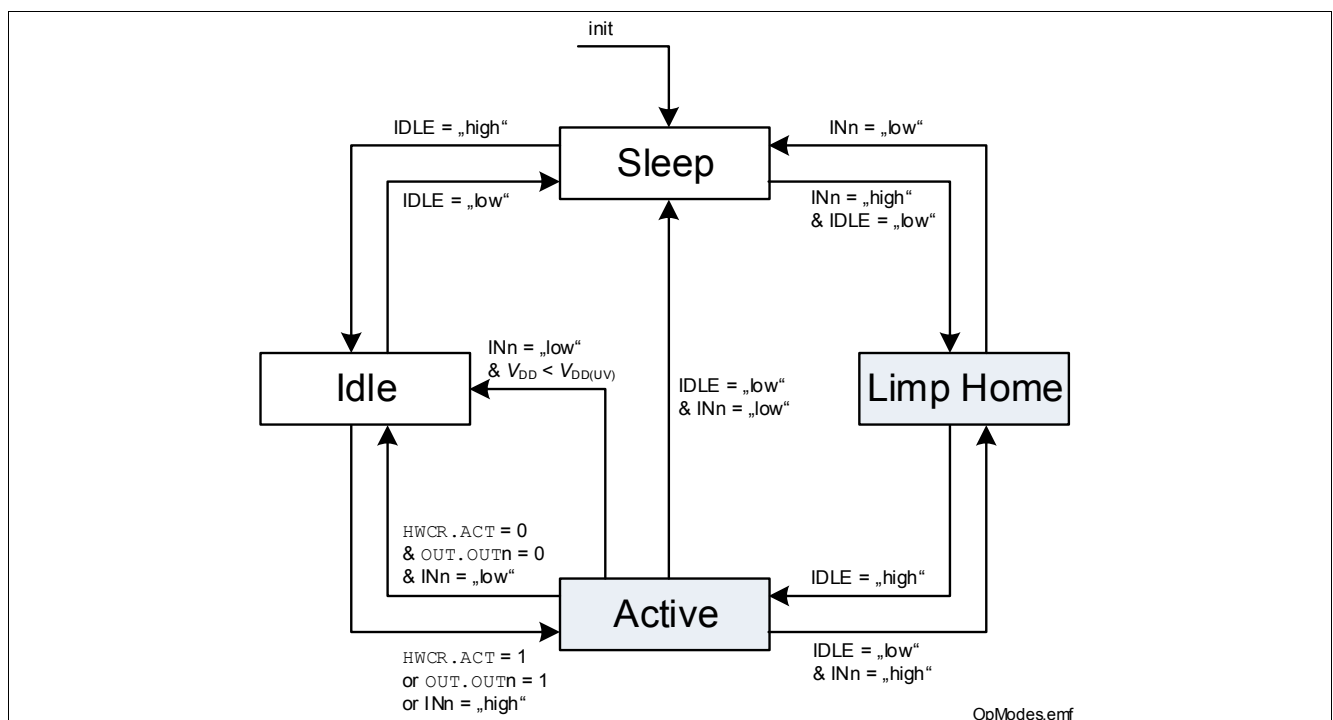 init
IDLE = „high“
INn = „low“
Sleep
IDLE = „low“
INn = „high“
& IDLE = „low“
INn = „low“
& VDD < VDD(UV)
Idle
IDLE = „low“
& INn = „low“
Limp Home
HWCR.ACT = 0
& OUT.OUTn = 0
& INn = „low“
IDLE = „high“
Active
HWCR.ACT = 1
or OUT.OUTn = 1
or INn = „high“
IDLE = „low“
& INn = „high“
OpModes.emf